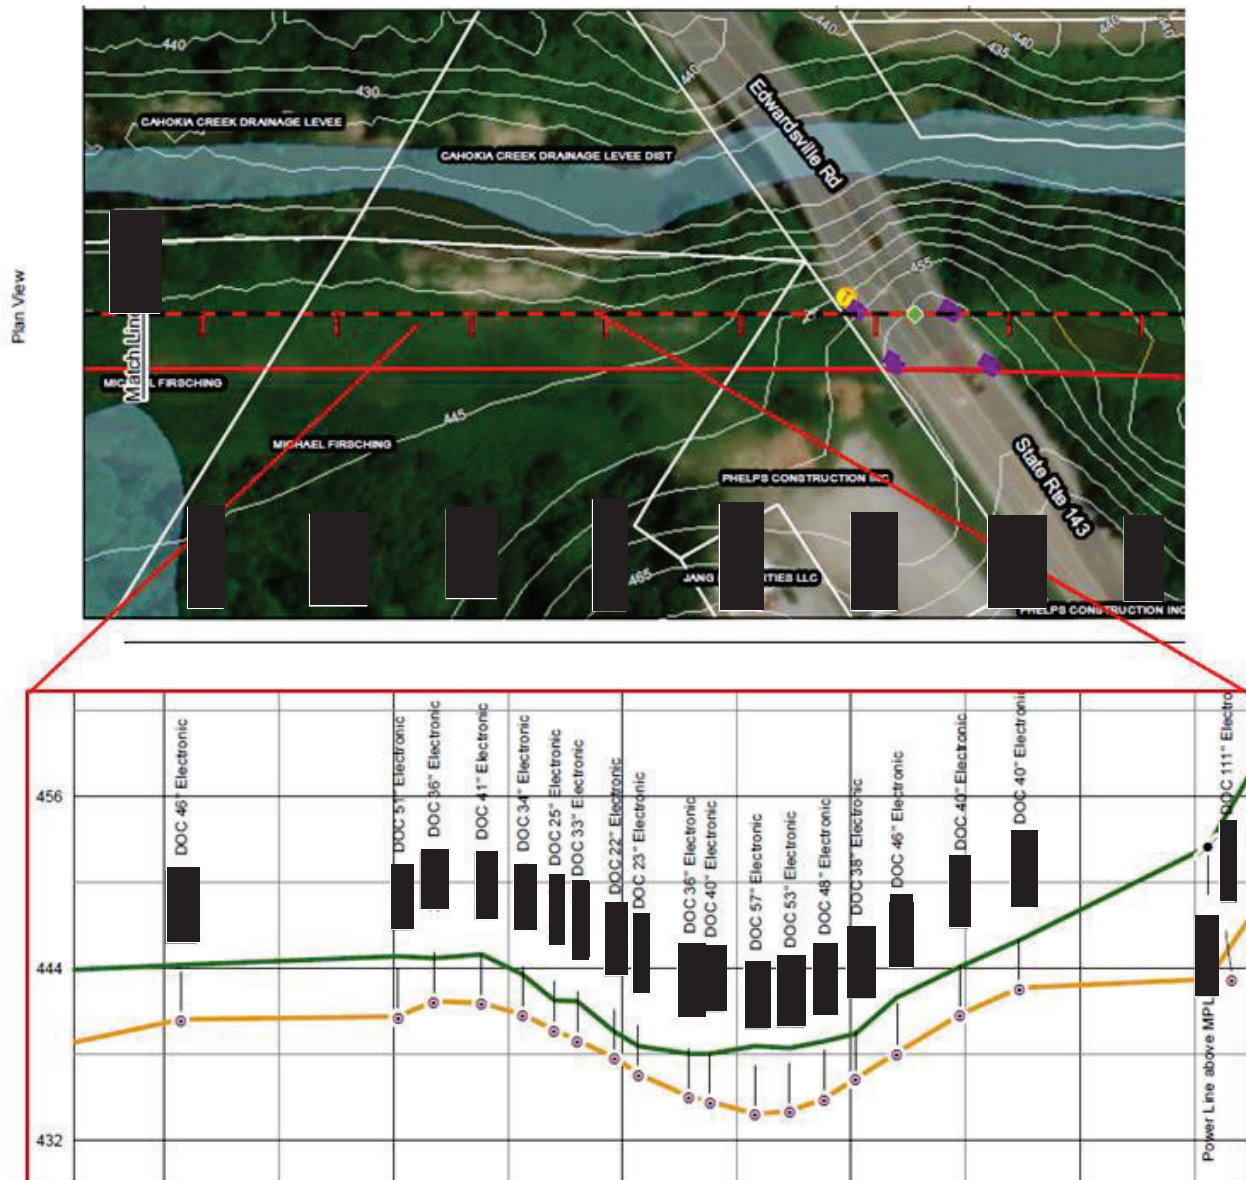 Plan View
440
440
440
440
440
435
440
430
CAHOKIA CREEK DRAINAGE LEVEE
CAHOKIA CREEK DRAINAGE LEVEE DIST
Edwardsville Rd
455
Match Line
MICHAEL FIRSCHING
445
MICHAEL FIRSCHING
PHELPS CONSTRUCTION INC
State Rte 143
465
PHELPS CONSTRUCTION INC
456
444
432
DOC 46" Electronic
DOC 51" Electronic
DOC 36" Electronic
DOC 41" Electronic
DOC 34" Electronic
DOC 25" Electronic
DOC 33" Electronic
DOC 22" Electronic
DOC 23" Electronic
DOC 36" Electronic
DOC 40" Electronic
DOC 57" Electronic
DOC 53" Electronic
DOC 48" Electronic
DOC 38" Electronic
DOC 46" Electronic
DOC 40" Electronic
DOC 40" Electronic
DOC 111" Electro
Power Line above MPL